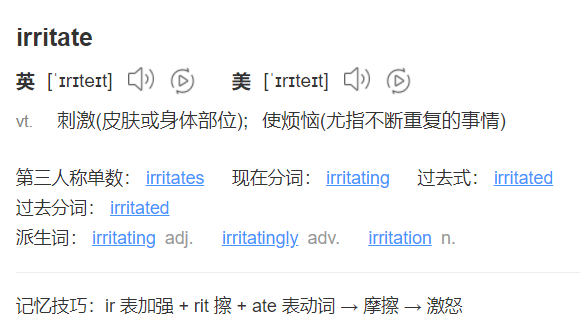 irritate
英 [ˈɪrɪteɪt] 美 [ˈɪrɪteɪt]
vt. 刺激(皮肤或身体部位)；使烦恼(尤指不断重复的事情)
第三人称单数： irritates 现在分词： irritating 过去式： irritated
过去分词： irritated
派生词： irritating adj. irritatingly adv. irritation n.
记忆技巧：ir 表加强 + rit 擦 + ate 表动词 → 摩擦 → 激怒